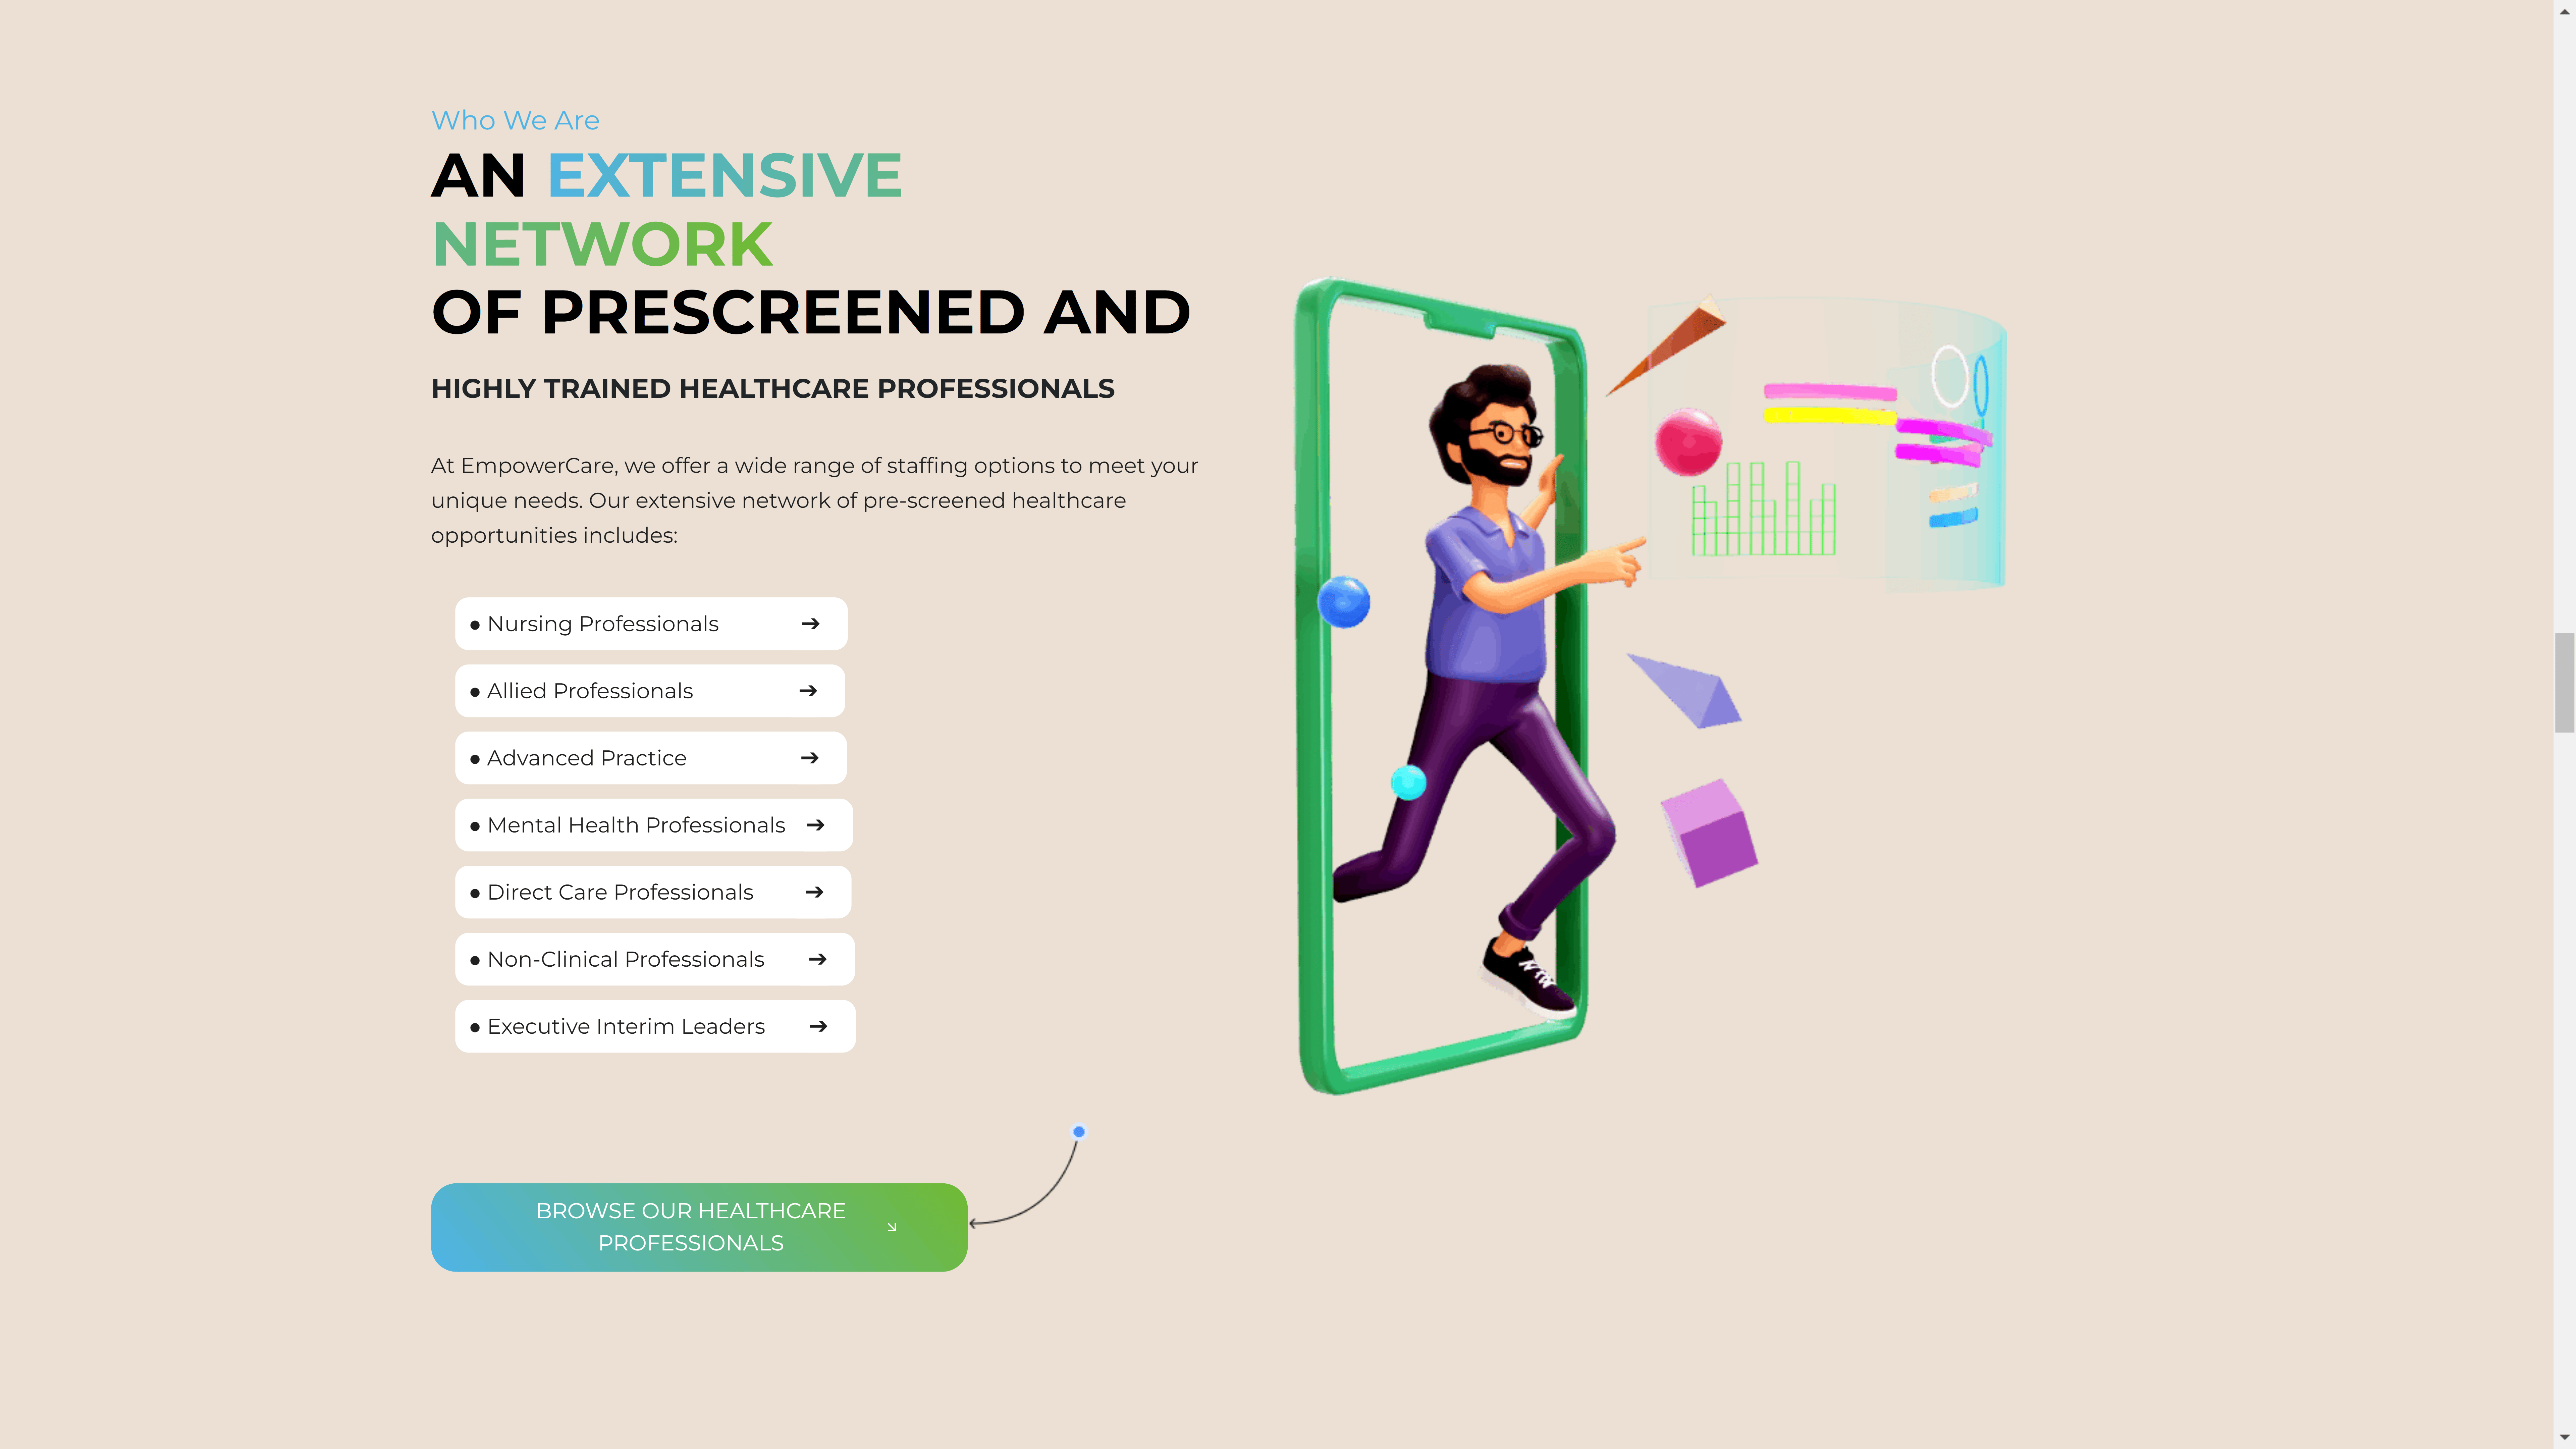 Who We Are
AN EXTENSIVE
NETWORK
OF PRESCREENED AND
HIGHLY TRAINED HEALTHCARE PROFESSIONALS
At EmpowerCare, we offer a wide range of staffing options to meet your
unique needs. Our extensive network of pre-screened healthcare
opportunities includes:
● Nursing Professionals ➔
● Allied Professionals ➔
● Advanced Practice ➔
● Mental Health Professionals ➔
● Direct Care Professionals ➔
● Non-Clinical Professionals ➔
● Executive Interim Leaders ➔
BROWSE OUR HEALTHCARE
PROFESSIONALS